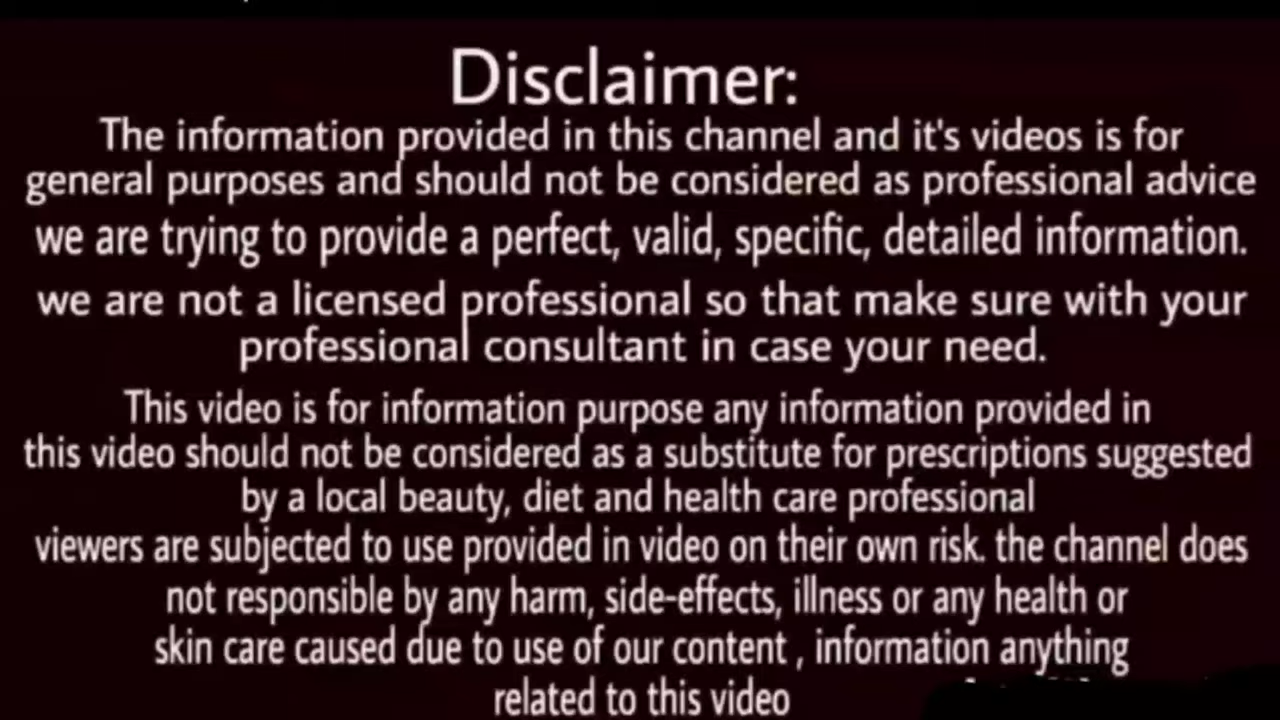 Disclaimer:
The information provided in this channel and it's videos is for
general purposes and should not be considered as professional advice
we are trying to provide a perfect, valid, specific, detailed information.
we are not a licensed professional so that make sure with your
professional consultant in case your need.
This video is for information purpose any information provided in
this video should not be considered as a substitute for prescriptions suggested
by a local beauty, diet and health care professional
viewers are subjected to use provided in video on their own risk. the channel does
not responsible by any harm, side-effects, illness or any health or
skin care caused due to use of our content , information anything
related to this video